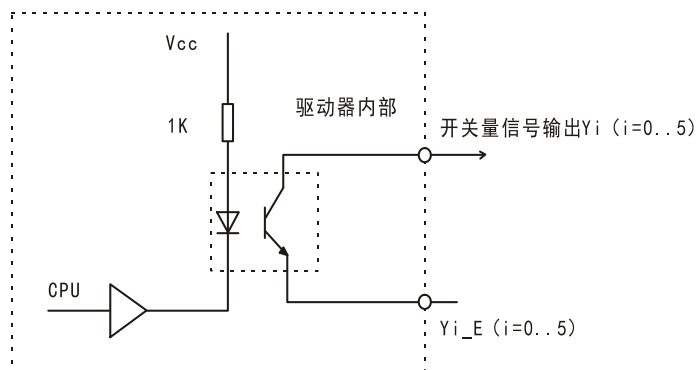 Vcc
1K
驱动器内部
开关量信号输出Yi（i=0..5）
CPU
Yi_E（i=0..5）